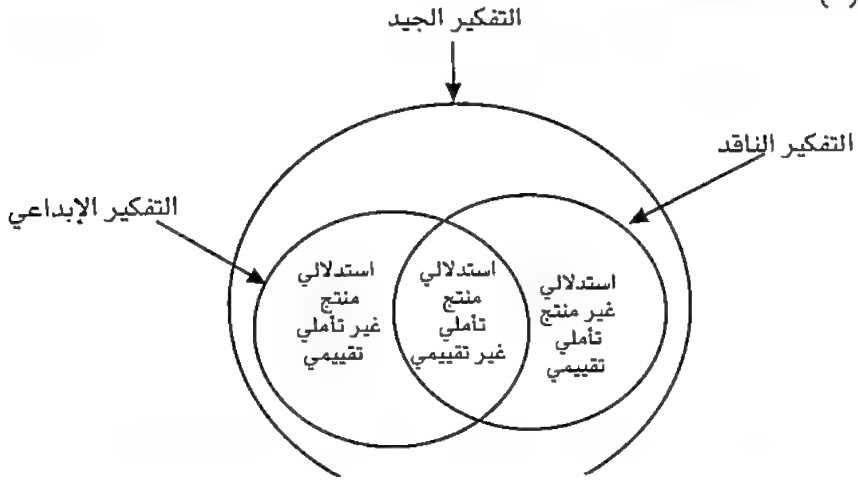 التفكير الجيد
التفكير الناقد
التفكير الإبداعي
استدلالي
غير منتج
تأملي
تقييمي
استدلالي
منتج
تأملي
غير تقييمي
استدلالي
منتج
غير تأملي
تقييمي